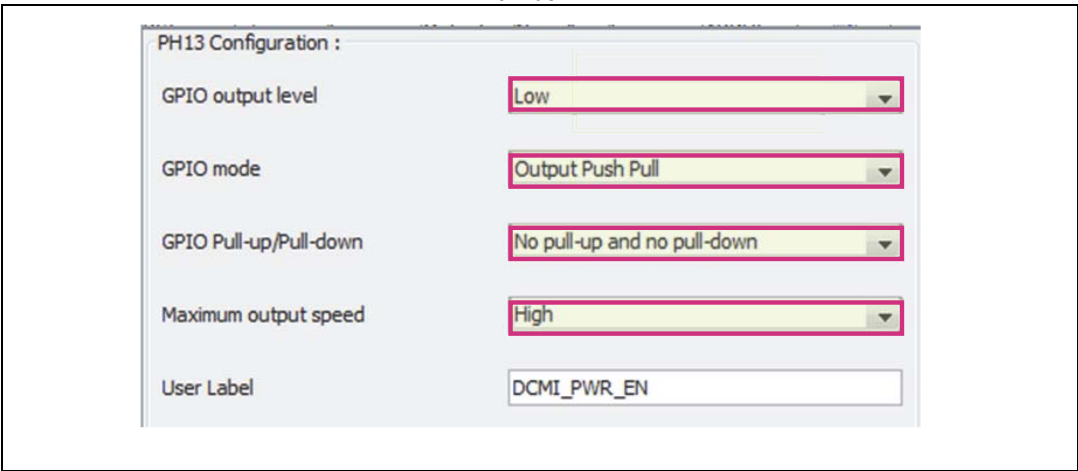 PH13 Configuration :
GPIO output level Low
GPIO mode Output Push Pull
GPIO Pull-up/Pull-down No pull-up and no pull-down
Maximum output speed High
User Label DCMI_PWR_EN